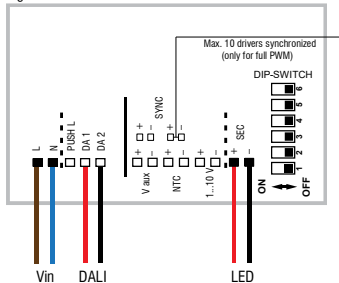 Max. 10 drivers synchronized
(only for full PWM)
DIP-SWITCH
6
5
4
3
2
1
ON
OFF
SYNC
+ − + −
L
N
PUSH L
DA 1
DA 2
+ − + − + −
V aux
NTC
1...10 V
+ −
SEC
Vin
DALI
LED